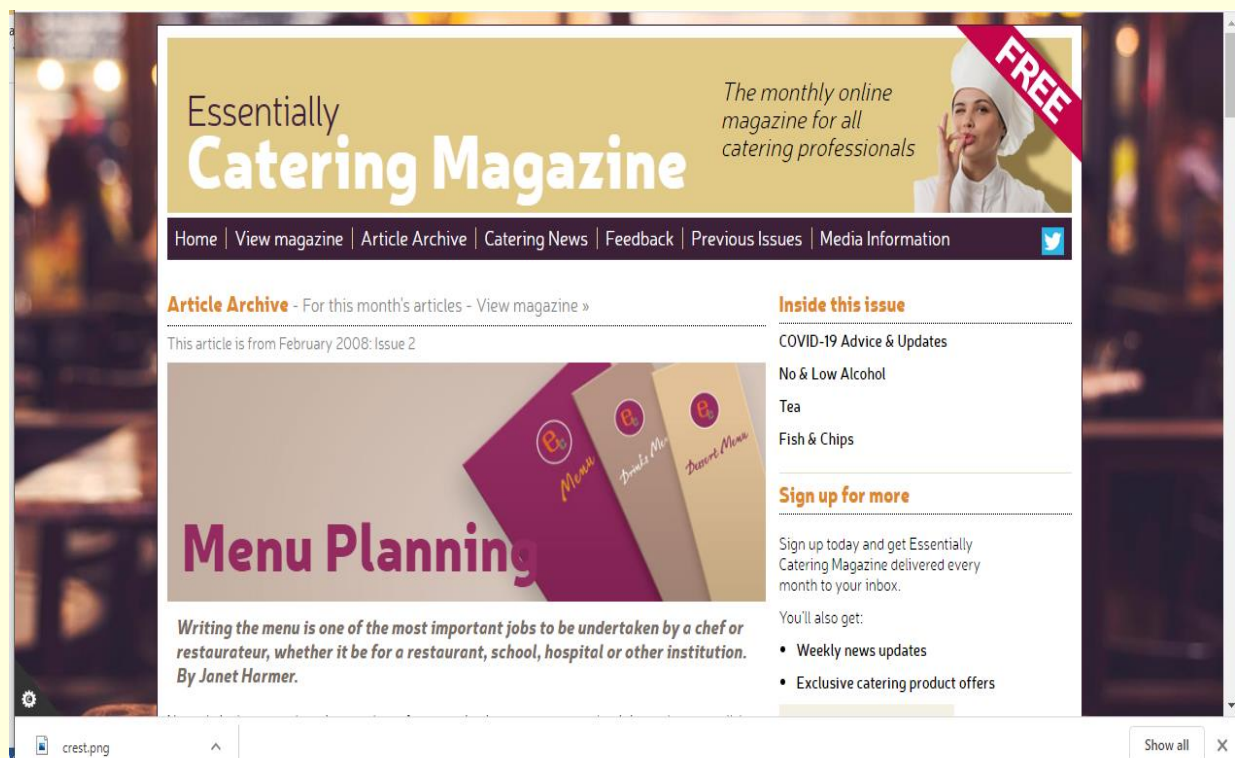 Essentially
Catering Magazine
The monthly online
magazine for all
catering professionals
FREE
Home | View magazine | Article Archive | Catering News | Feedback | Previous Issues | Media Information
Article Archive - For this month's articles - View magazine »
This article is from February 2008: Issue 2
Menu
Drinks Me
Dessert Menu
Menu Planning
Writing the menu is one of the most important jobs to be undertaken by a chef or
restaurateur, whether it be for a restaurant, school, hospital or other institution.
By Janet Harmer.
Inside this issue
COVID-19 Advice & Updates
No & Low Alcohol
Tea
Fish & Chips
Sign up for more
Sign up today and get Essentially
Catering Magazine delivered every
month to your inbox.
You'll also get:
• Weekly news updates
• Exclusive catering product offers
crest.png
Show all